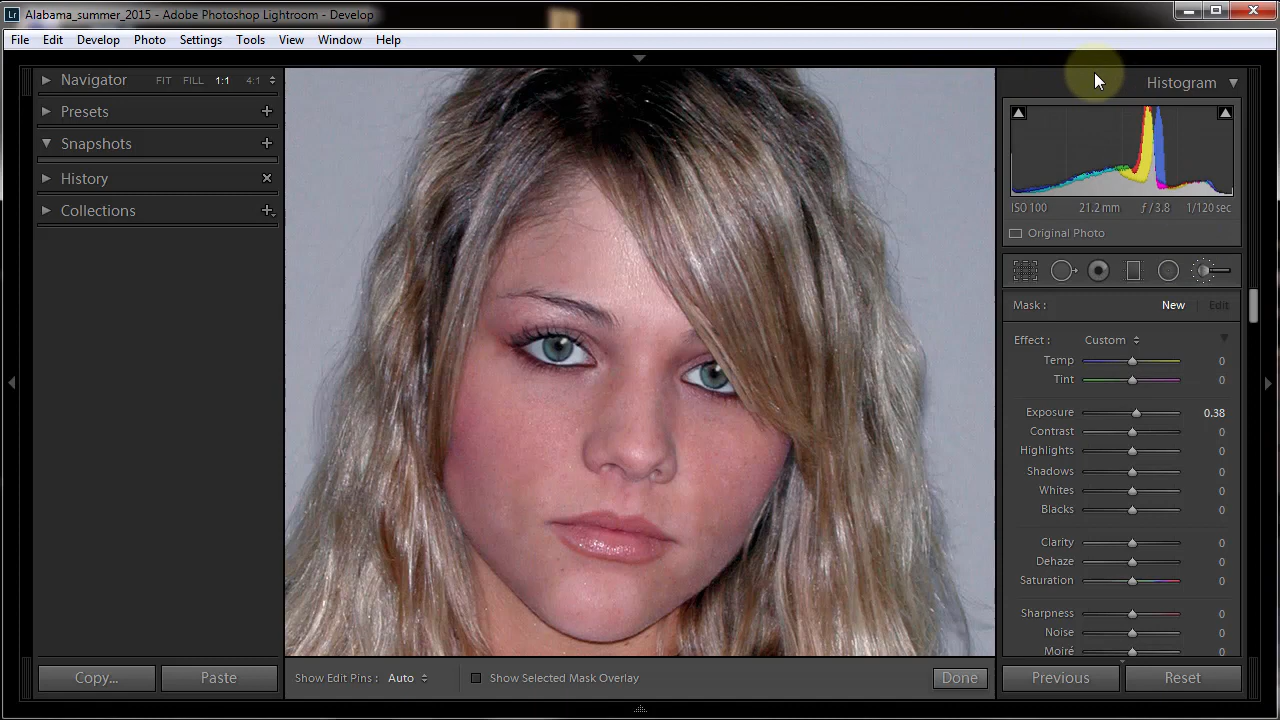 Lr Alabama_summer_2015 - Adobe Photoshop Lightroom - Develop
File Edit Develop Photo Settings Tools View Window Help
Navigator FIT FILL 1:1 4:1
Presets
Snapshots
History
Collections
Copy... Paste
Show Edit Pins : Auto Show Selected Mask Overlay Done
Histogram
ISO 100 21.2 mm ƒ / 3.8 1/120 sec
Original Photo
Mask : New Edit
Effect : Custom
Temp 0
Tint 0
Exposure 0.38
Contrast 0
Highlights 0
Shadows 0
Whites 0
Blacks 0
Clarity 0
Dehaze 0
Saturation 0
Sharpness 0
Noise 0
Moiré 0
Previous Reset